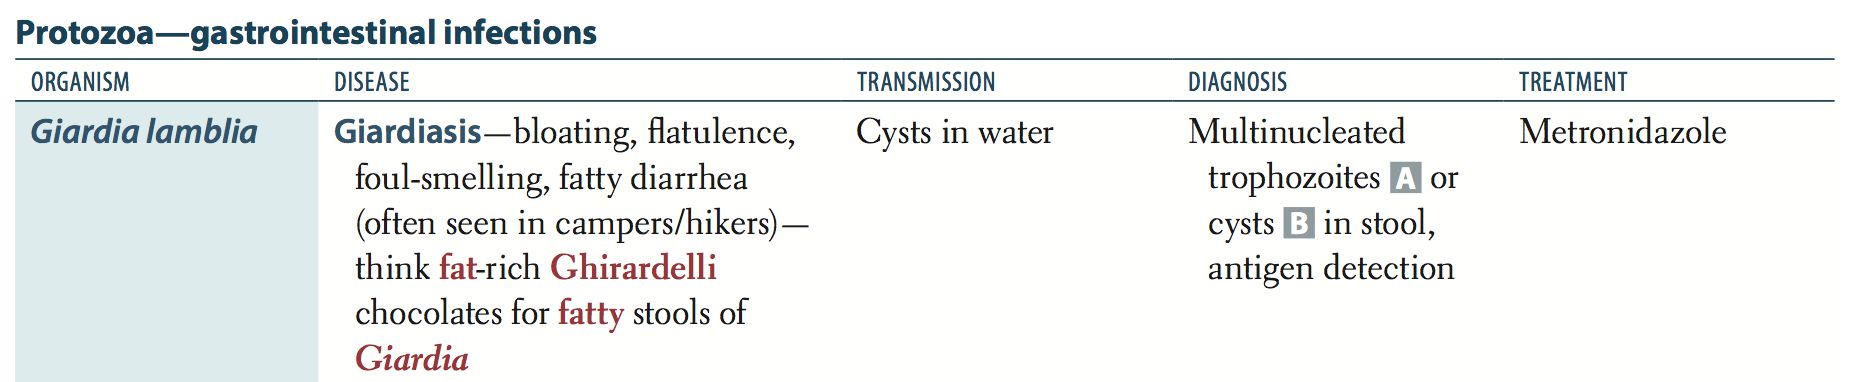 Protozoa—gastrointestinal infections
ORGANISM DISEASE TRANSMISSION DIAGNOSIS TREATMENT
Giardia lamblia
Giardiasis—bloating, flatulence,
foul-smelling, fatty diarrhea
(often seen in campers/hikers)—
think fat-rich Ghirardelli
chocolates for fatty stools of
Giardia
Cysts in water
Multinucleated
trophozoites A or
cysts B in stool,
antigen detection
Metronidazole